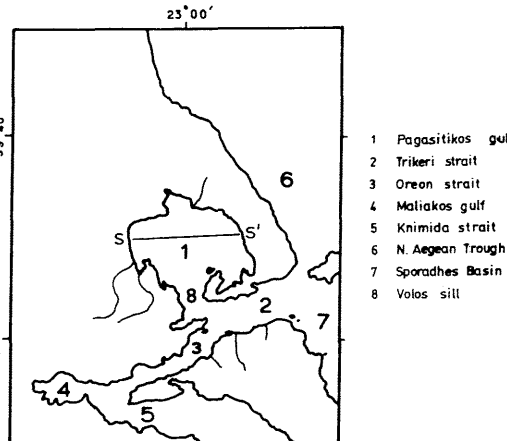 23°00'
1 Pagasitikos
2 Trikeri strait
3 Oreon strait
4 Maliakos gulf
5 Knimida strait
6 N. Aegean Trough
7 Sporadhes Basin
8 Volos sill
6
S S'
1
8
2
7
3
4
5